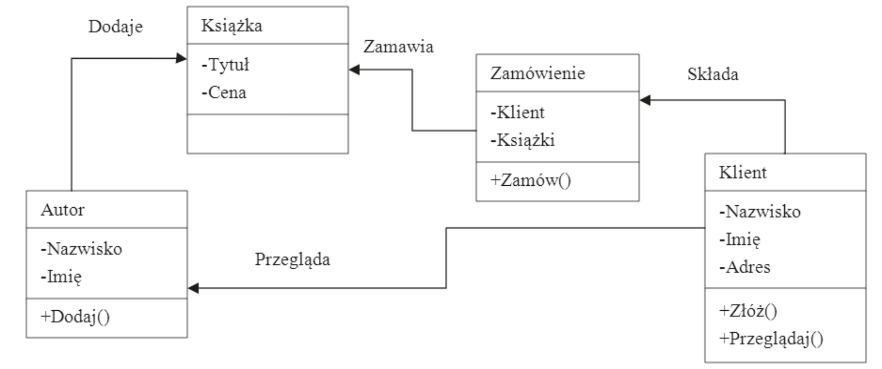 Dodaje
Książka
-Tytuł
-Cena
Zamawia
Zamówienie
-Klient
-Książki
+Zamów()
Składa
Klient
-Nazwisko
-Imię
-Adres
+Złóż()
+Przeglądaj()
Autor
-Nazwisko
-Imię
+Dodaj()
Przegląda